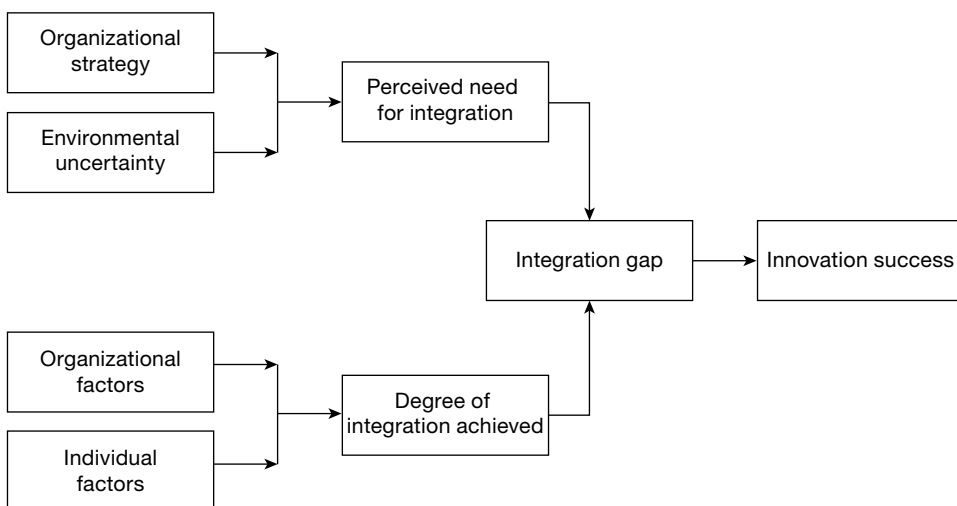 Organizational
strategy
Environmental
uncertainty
Perceived need
for integration
Integration gap
Innovation success
Organizational
factors
Individual
factors
Degree of
integration achieved